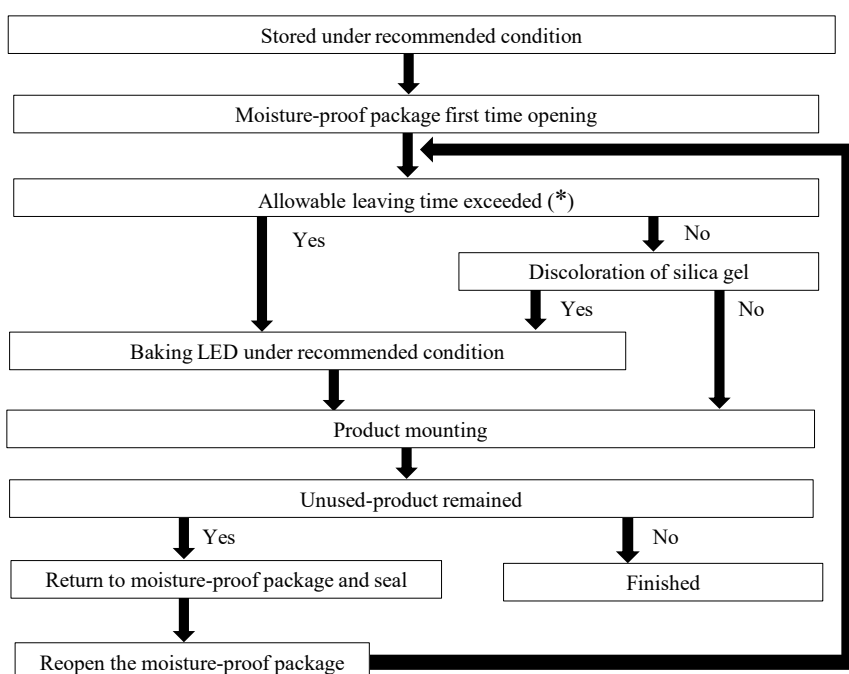 Stored under recommended condition
Moisture-proof package first time opening
Allowable leaving time exceeded (*)
Yes
No
Discoloration of silica gel
Yes
No
Baking LED under recommended condition
Product mounting
Unused-product remained
Yes
No
Return to moisture-proof package and seal
Finished
Reopen the moisture-proof package